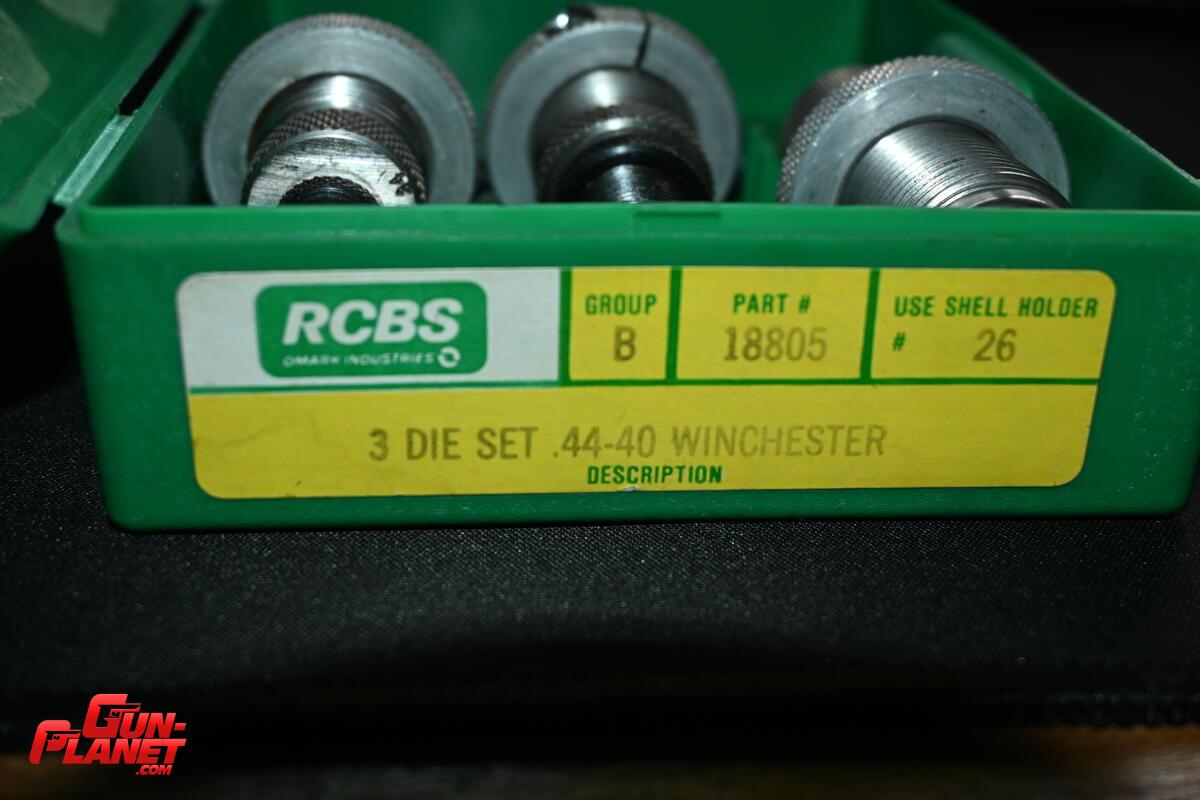 RCBS
OMARK INDUSTRIES
GROUP
B
PART #
18805
USE SHELL HOLDER
# 26
3 DIE SET .44-40 WINCHESTER
DESCRIPTION
GUN-
PLANET
.COM